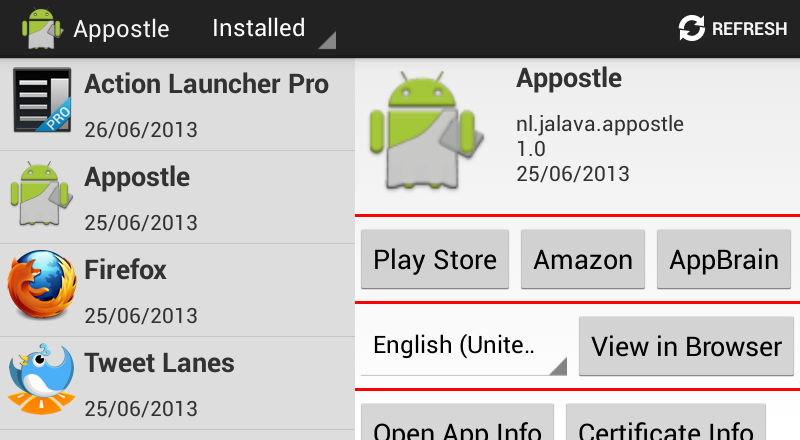 Appostle
Installed
REFRESH
Action Launcher Pro
PRO
26/06/2013
Appostle
25/06/2013
Firefox
25/06/2013
Tweet Lanes
25/06/2013
Appostle
nl.jalava.appostle
1.0
25/06/2013
Play Store
Amazon
AppBrain
English (Unite..
View in Browser
Open App Info
Certificate Info